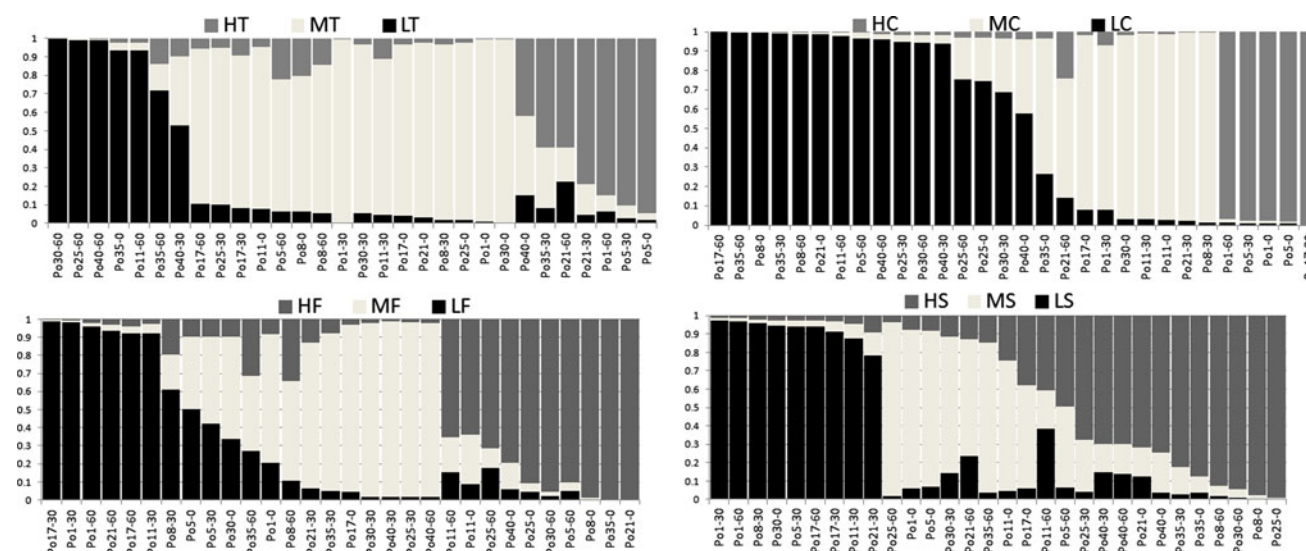 HT MT LT
1
0.9
0.8
0.7
0.6
0.5
0.4
0.3
0.2
0.1
0
Po30-60
Po25-60
Po40-60
Po35-0
Po11-60
Po35-60
Po40-30
Po17-60
Po25-30
Po17-30
Po11-0
Po5-60
Po8-0
Po8-60
Po1-30
Po30-30
Po11-30
Po17-0
Po21-0
Po8-30
Po25-0
Po1-0
Po30-0
Po40-0
Po35-30
Po21-60
Po21-30
Po1-60
Po5-30
Po5-0
HC MC LC
1
0.9
0.8
0.7
0.6
0.5
0.4
0.3
0.2
0.1
0
Po17-60
Po35-60
Po8-0
Po35-30
Po8-60
Po21-0
Po11-60
Po5-60
Po40-60
Po25-30
Po40-30
Po30-60
Po25-60
Po25-0
Po30-30
Po40-0
Po35-0
Po21-60
Po17-0
Po1-30
Po30-0
Po11-30
Po11-0
Po21-30
Po8-30
Po1-60
Po5-30
Po1-0
Po5-0
HF MF LF
1
0.9
0.8
0.7
0.6
0.5
0.4
0.3
0.2
0.1
0
Po17-30
Po1-30
Po1-60
Po21-60
Po17-60
Po11-30
Po8-30
Po5-0
Po5-30
Po30-0
Po35-60
Po1-0
Po8-60
Po21-30
Po35-30
Po17-0
Po30-30
Po40-30
Po25-30
Po40-60
Po11-60
Po11-0
Po25-60
Po40-0
Po25-0
Po30-60
Po5-60
Po8-0
Po35-0
Po21-0
HS MS LS
1
0.9
0.8
0.7
0.6
0.5
0.4
0.3
0.2
0.1
0
Po1-30
Po1-60
Po8-30
Po30-0
Po5-30
Po17-60
Po17-30
Po11-30
Po21-30
Po25-60
Po1-0
Po5-0
Po30-30
Po21-60
Po35-60
Po11-0
Po17-0
Po11-60
Po5-60
Po25-30
Po40-30
Po40-60
Po21-0
Po40-0
Po35-30
Po35-0
Po8-60
Po30-60
Po8-0
Po25-0